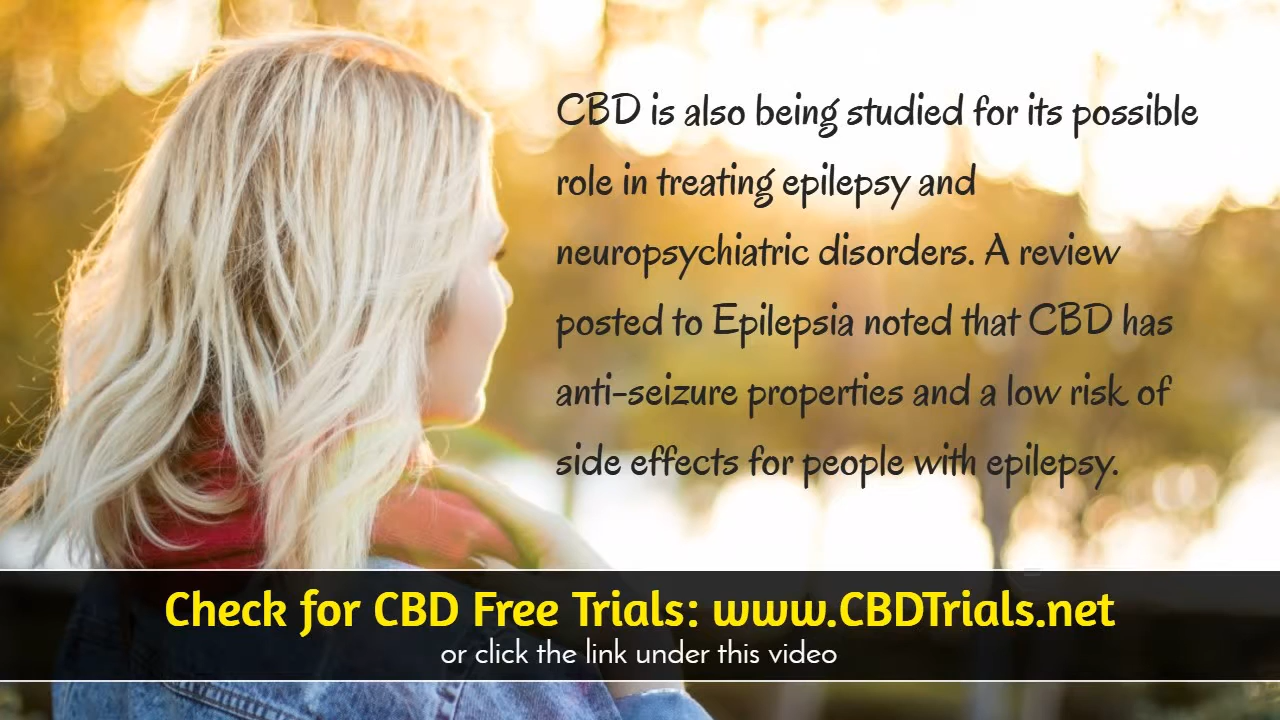 CBD is also being studied for its possible
role in treating epilepsy and
neuropsychiatric disorders. A review
posted to Epilepsia noted that CBD has
anti-seizure properties and a low risk of
side effects for people with epilepsy.
Check for CBD Free Trials: www.CBDTrials.net
or click the link under this video